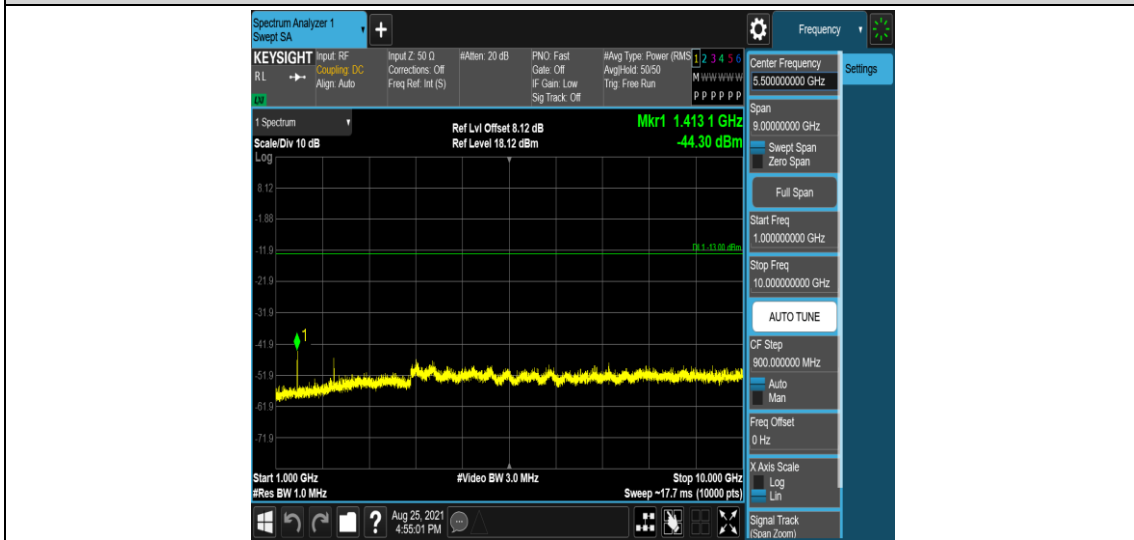 Spectrum Analyzer 1
Swept SA
+
Frequency
KEYSIGHT
RL
Input: RF
Coupling: DC
Align: Auto
Input Z: 50 Ω
Corrections: Off
Freq Ref: Int (S)
#Atten: 20 dB
PNO: Fast
Gate: Off
IF Gain: Low
Sig Track: Off
#Avg Type: Power (RMS
Avg|Hold: 50/50
Trig: Free Run
1 2 3 4 5 6
M W W W W W
P P P P P P
1 Spectrum
Scale/Div 10 dB
Log
Ref Lvl Offset 8.12 dB
Ref Level 18.12 dBm
Mkr1 1.413 1 GHz
-44.30 dBm
8.12
-1.88
-11.9
DL1 -13.00 dBm
-21.9
-31.9
-41.9
1
-51.9
-61.9
-71.9
Start 1.000 GHz
#Res BW 1.0 MHz
#Video BW 3.0 MHz
Stop 10.000 GHz
Sweep ~17.7 ms (10000 pts)
Center Frequency
5.500000000 GHz
Settings
Span
9.00000000 GHz
Swept Span
Zero Span
Full Span
Start Freq
1.000000000 GHz
Stop Freq
10.000000000 GHz
AUTO TUNE
CF Step
900.000000 MHz
Auto
Man
Freq Offset
0 Hz
X Axis Scale
Log
Lin
Signal Track
(Span Zoom)
?
Aug 25, 2021
4:55:01 PM